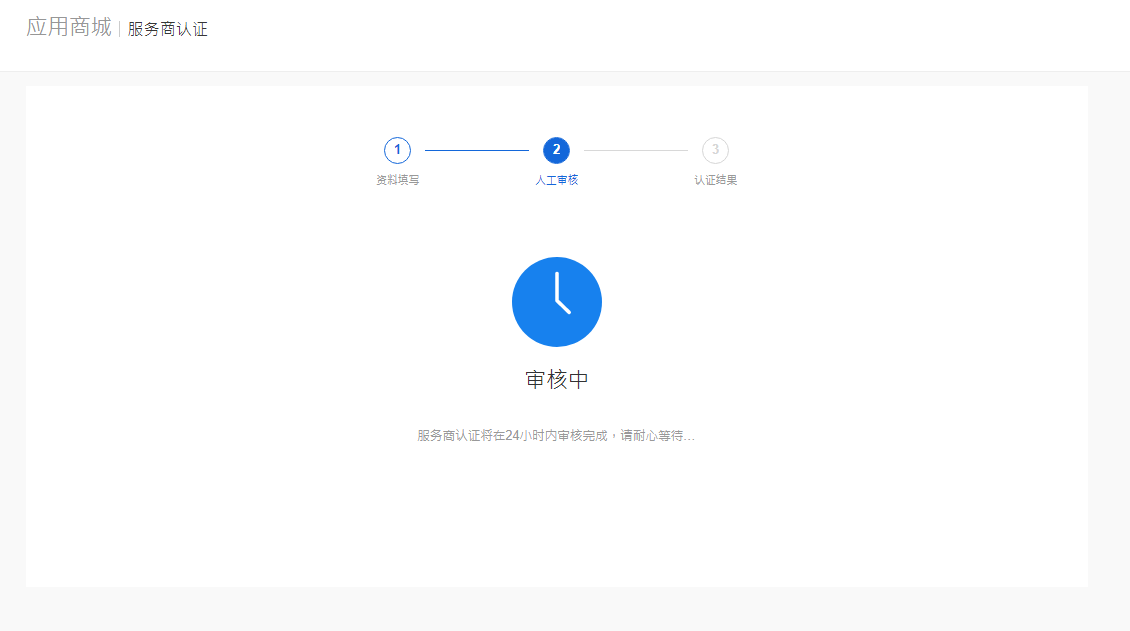 应用商城 | 服务商认证
1 2 3
资料填写 人工审核 认证结果
审核中
服务商认证将在24小时内审核完成，请耐心等待...